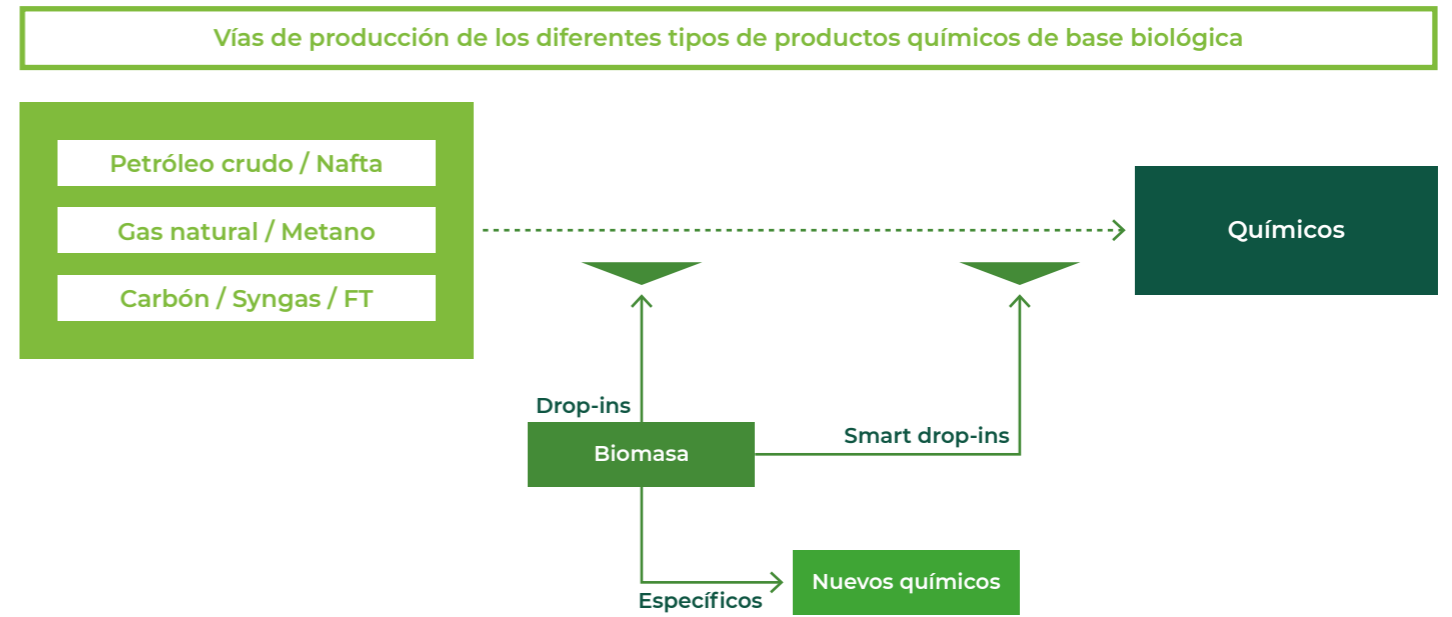 Vías de producción de los diferentes tipos de productos químicos de base biológica
Petróleo crudo / Nafta
Gas natural / Metano
Carbón / Syngas / FT
Químicos
Drop-ins
Smart drop-ins
Biomasa
Nuevos químicos
Específicos